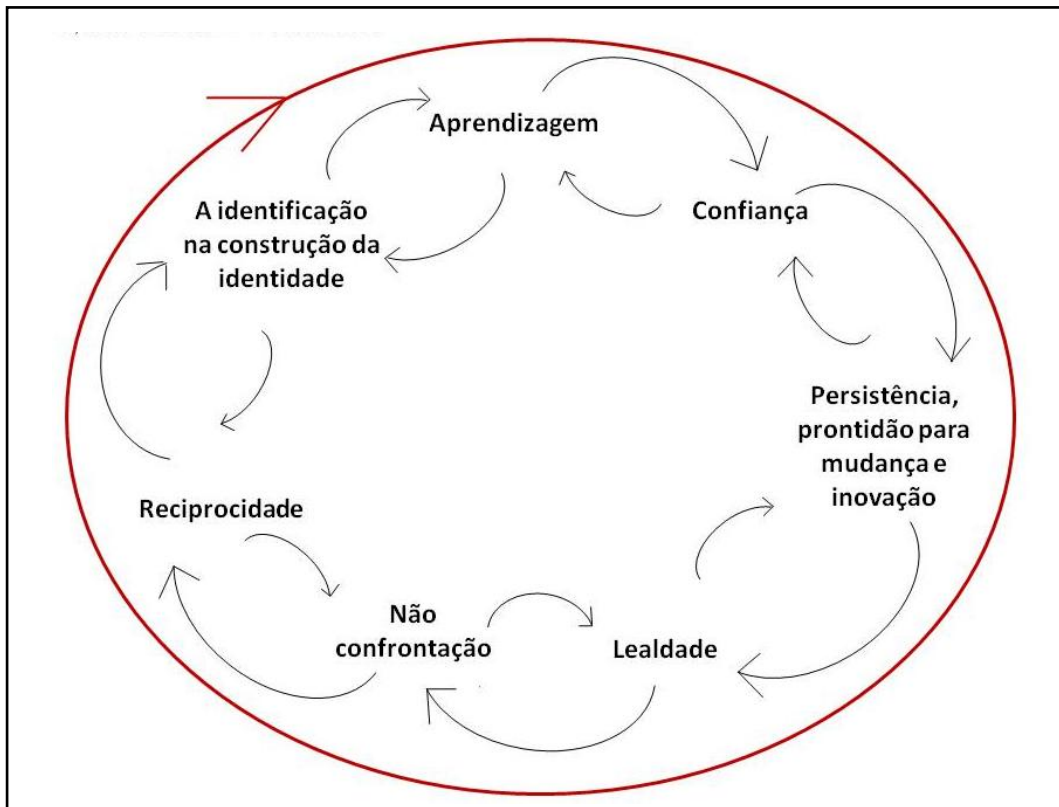 Aprendizagem
Confiança
Persistência,
prontidão para
mudança e
inovação
Lealdade
Não
confrontação
Reciprocidade
A identificação
na construção da
identidade